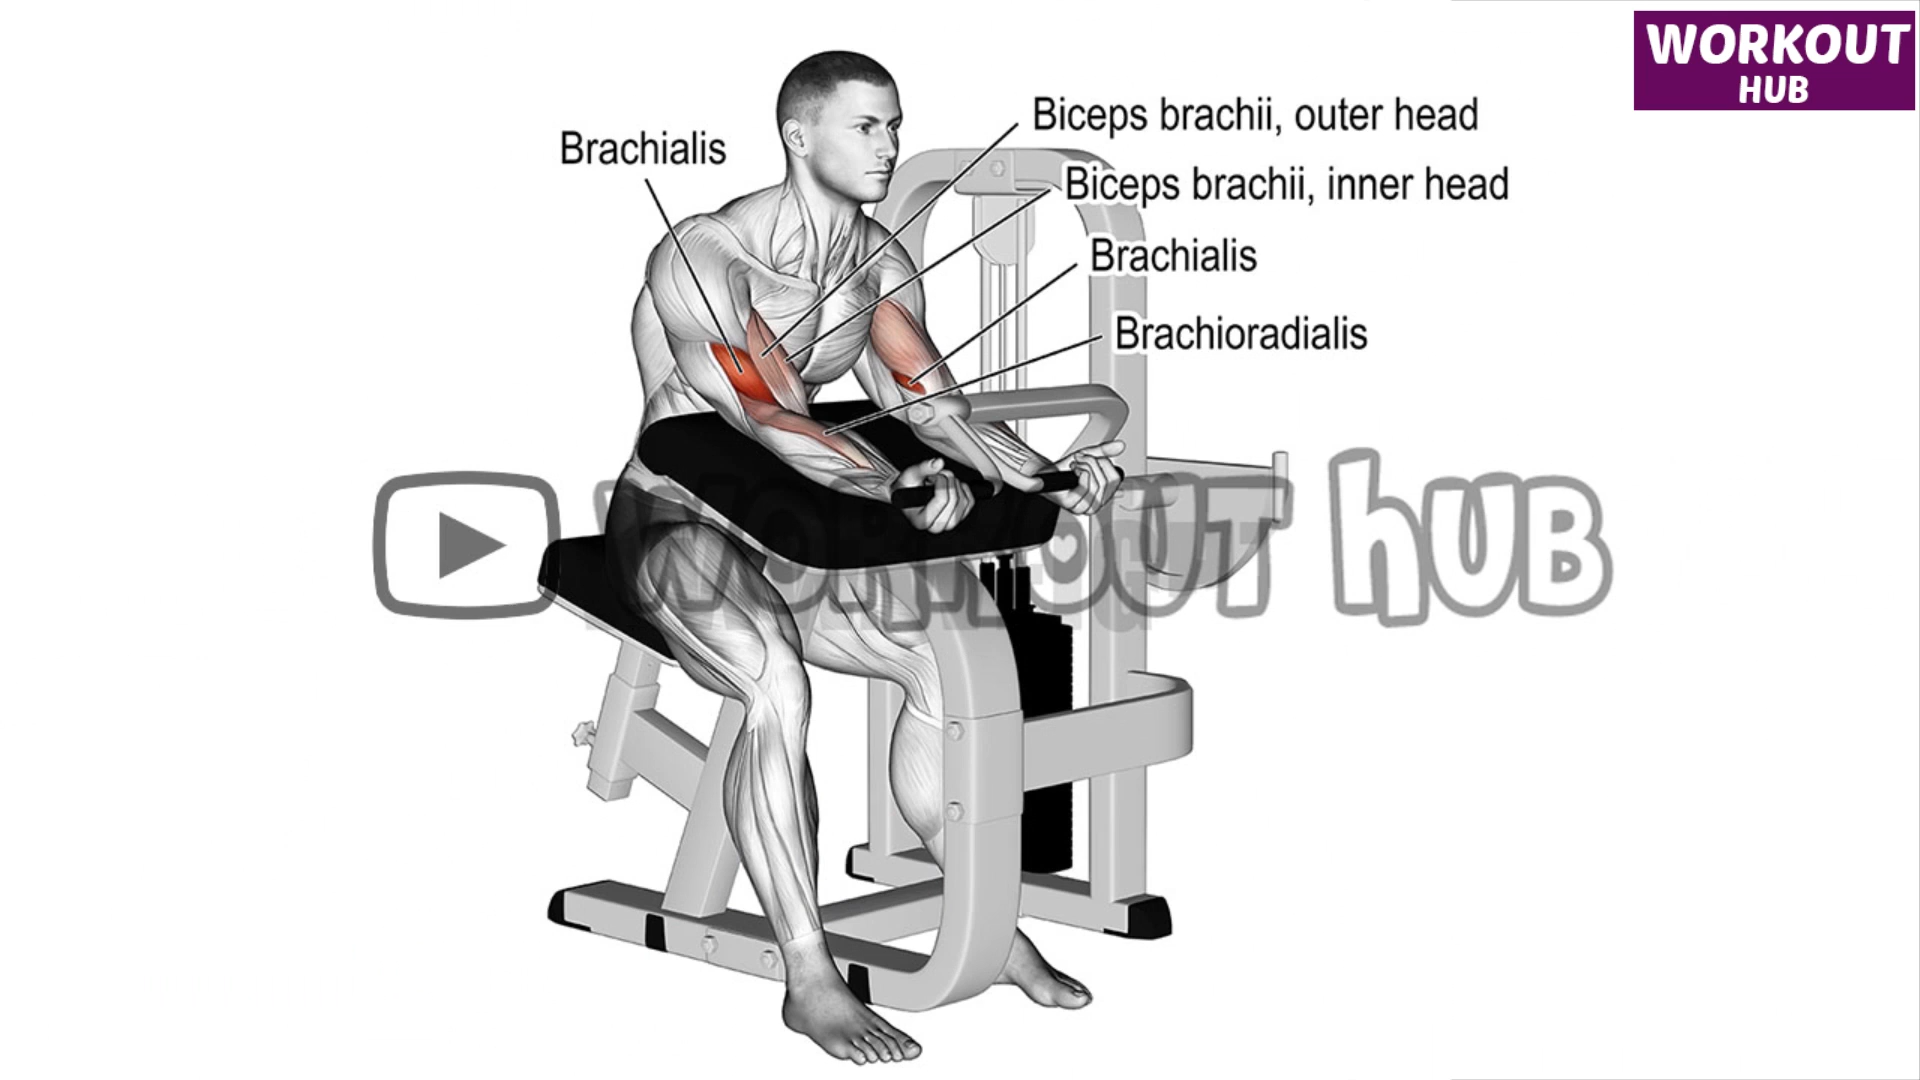 WORKOUT
HUB
Biceps brachii, outer head
Brachialis
Biceps brachii, inner head
Brachialis
Brachioradialis
WORKOUT HUB